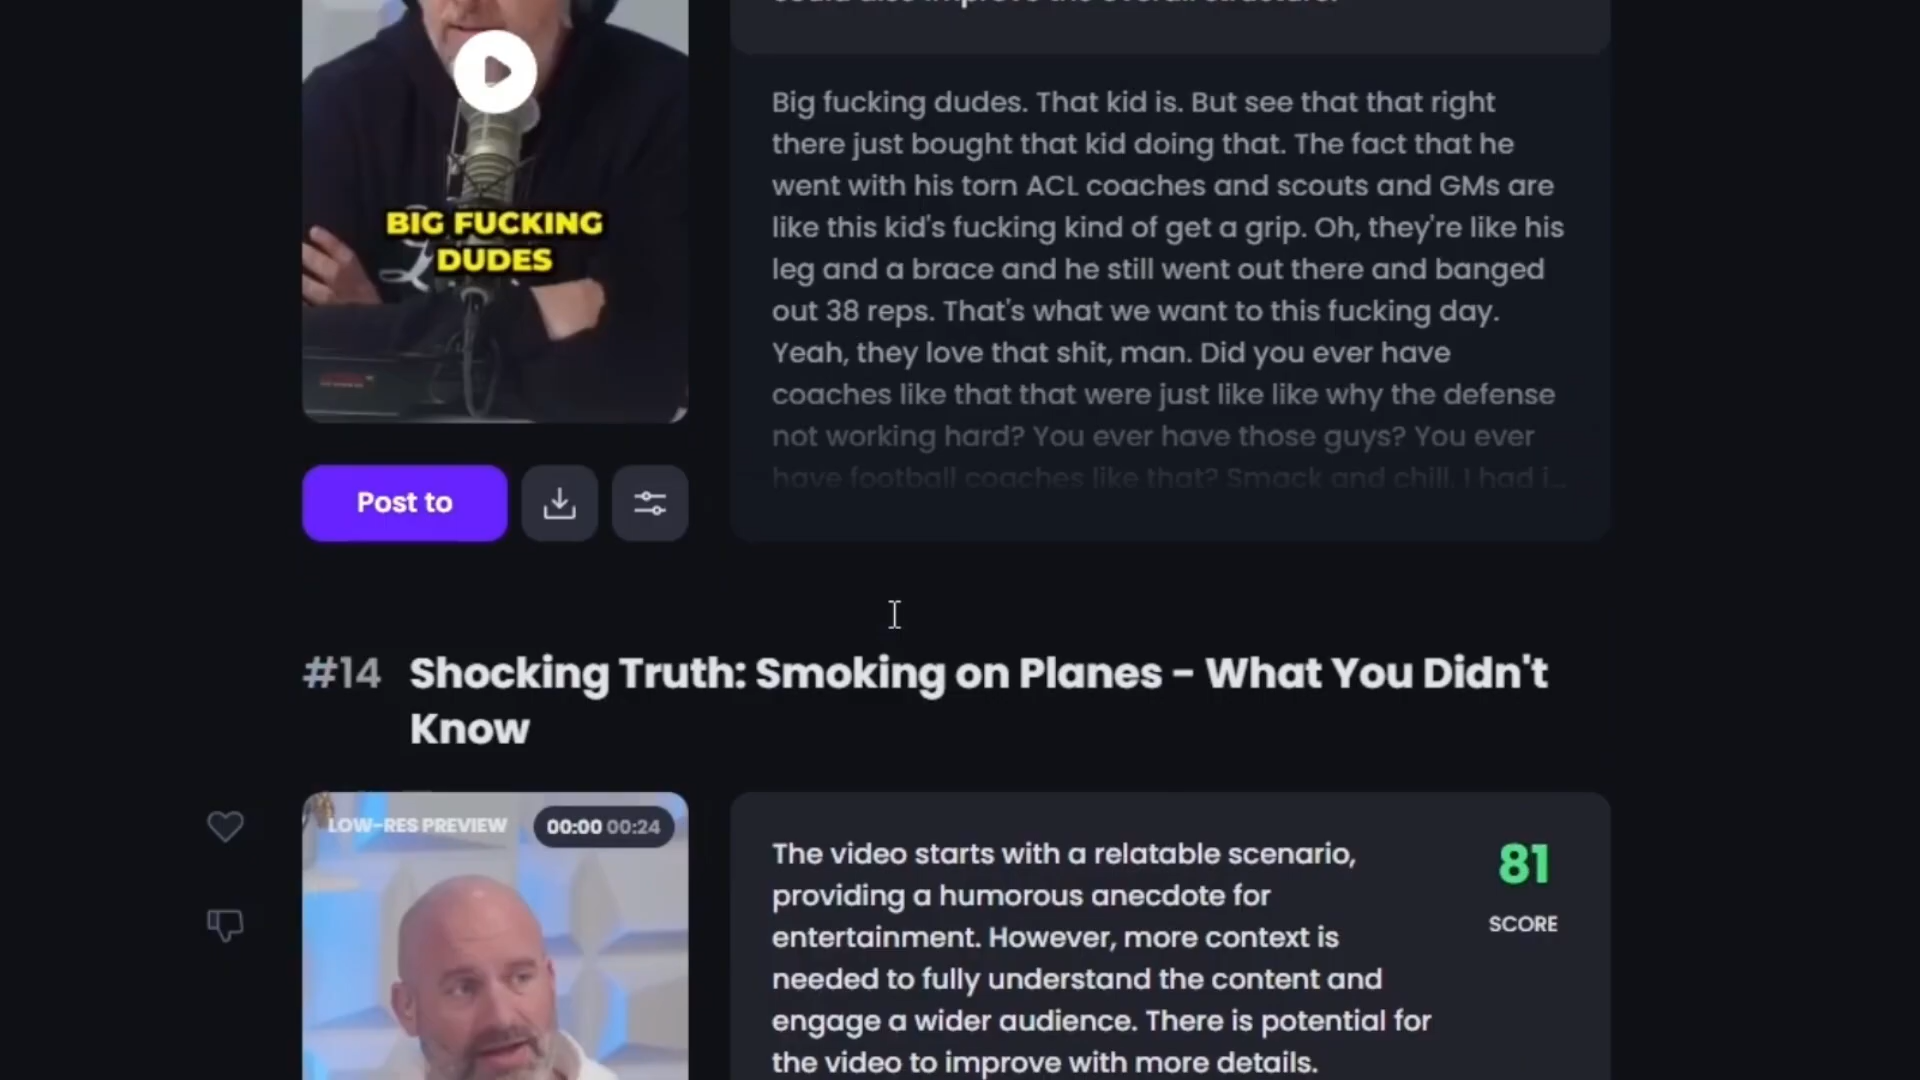 could also improve the overall structure.
Big fucking dudes. That kid is. But see that that right
there just bought that kid doing that. The fact that he
went with his torn ACL coaches and scouts and GMs are
like this kid's fucking kind of get a grip. Oh, they're like his
leg and a brace and he still went out there and banged
out 38 reps. That's what we want to this fucking day.
Yeah, they love that shit, man. Did you ever have
coaches like that that were just like like why the defense
not working hard? You ever have those guys? You ever
have football coaches like that? Smack and chill. I had i...
BIG FUCKING
DUDES
Post to
#14 Shocking Truth: Smoking on Planes - What You Didn't
Know
LOW-RES PREVIEW
00:00 00:24
The video starts with a relatable scenario,
providing a humorous anecdote for
entertainment. However, more context is
needed to fully understand the content and
engage a wider audience. There is potential for
the video to improve with more details.
81
SCORE